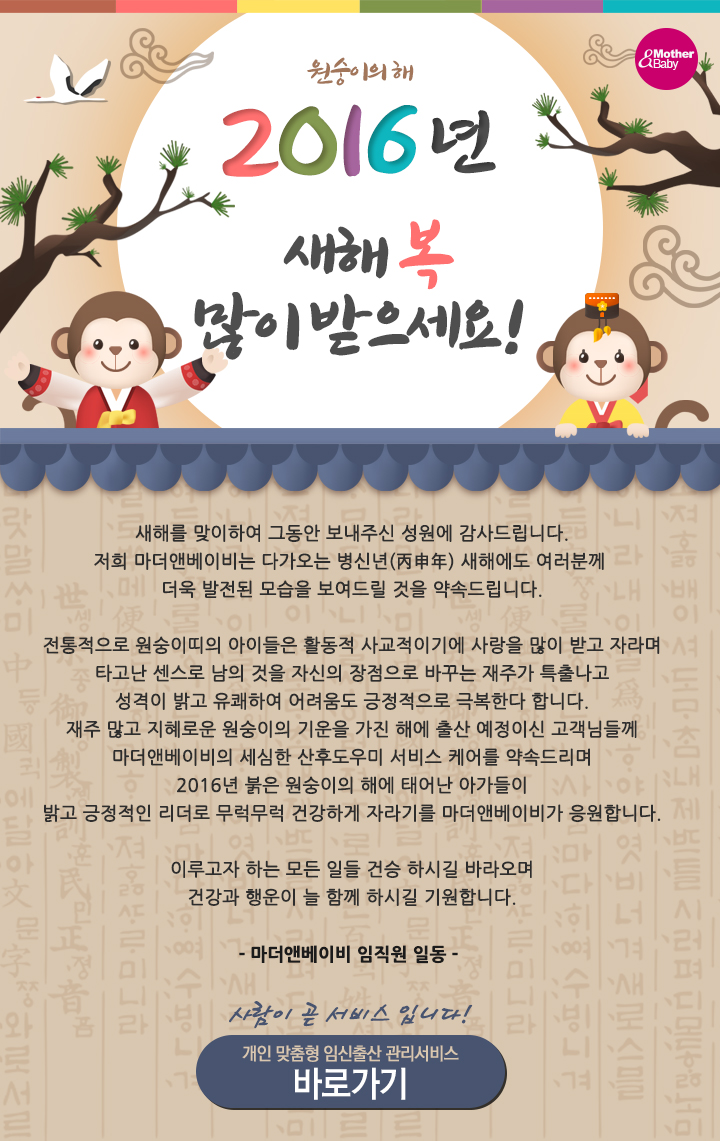 원숭이의 해
Mother
&Baby
2016년
새해 복
많이 받으세요!
새해를 맞이하여 그동안 보내주신 성원에 감사드립니다.
저희 마더앤베이비는 다가오는 병신년(丙申年) 새해에도 여러분께
더욱 발전된 모습을 보여드릴 것을 약속드립니다.
전통적으로 원숭이띠의 아이들은 활동적 사교적이기에 사랑을 많이 받고 자라며
타고난 센스로 남의 것을 자신의 장점으로 바꾸는 재주가 특출나고
성격이 밝고 유쾌하여 어려움도 긍정적으로 극복한다 합니다.
재주 많고 지혜로운 원숭이의 기운을 가진 해에 출산 예정이신 고객님들께
마더앤베이비의 세심한 산후도우미 서비스 케어를 약속드리며
2016년 붉은 원숭이의 해에 태어난 아가들이
밝고 긍정적인 리더로 무럭무럭 건강하게 자라기를 마더앤베이비가 응원합니다.
이루고자 하는 모든 일들 건승 하시길 바라오며
건강과 행운이 늘 함께 하시길 기원합니다.
- 마더앤베이비 임직원 일동 -
사람이 곧 서비스 입니다!
개인 맞춤형 임신출산 관리서비스
바로가기